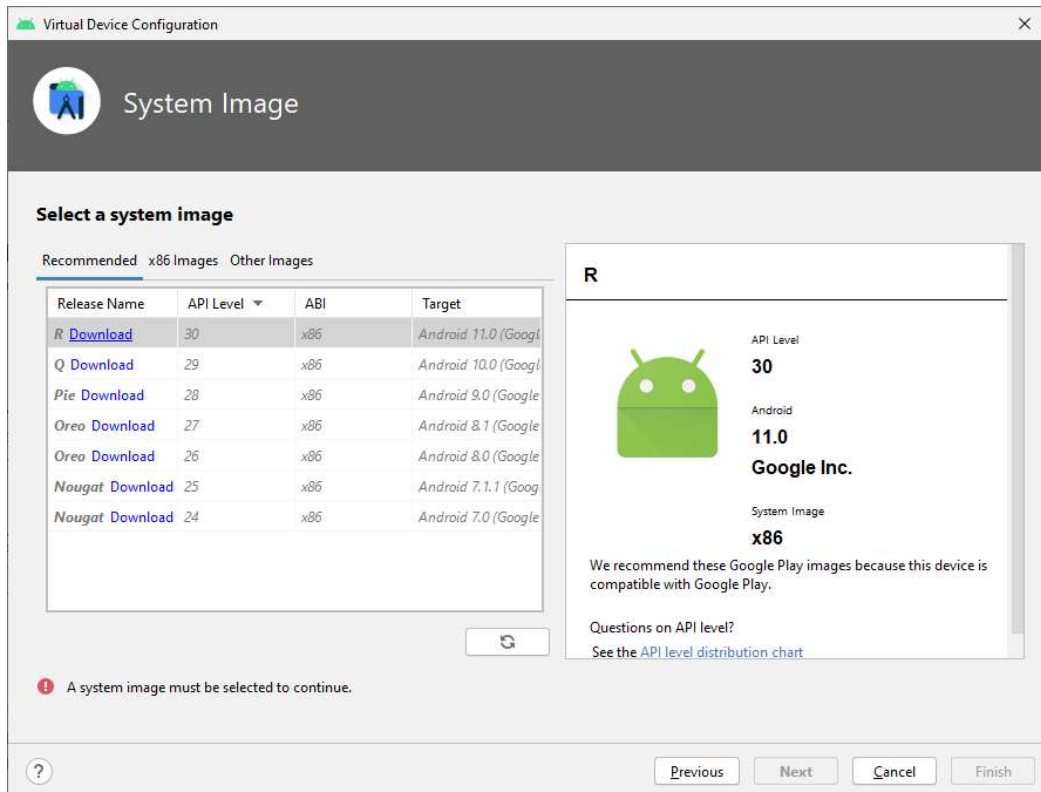 Virtual Device Configuration
System Image
Select a system image
Recommended x86 Images Other Images
Release Name API Level ABI Target
R Download 30 x86 Android 11.0 (Googl
Q Download 29 x86 Android 10.0 (Googl
Pie Download 28 x86 Android 9.0 (Google
Oreo Download 27 x86 Android 8.1 (Google
Oreo Download 26 x86 Android 8.0 (Google
Nougat Download 25 x86 Android 7.1.1 (Goog
Nougat Download 24 x86 Android 7.0 (Google
R
API Level
30
Android
11.0
Google Inc.
System Image
x86
We recommend these Google Play images because this device is
compatible with Google Play.
Questions on API level?
See the API level distribution chart
A system image must be selected to continue.
? Previous Next Cancel Finish